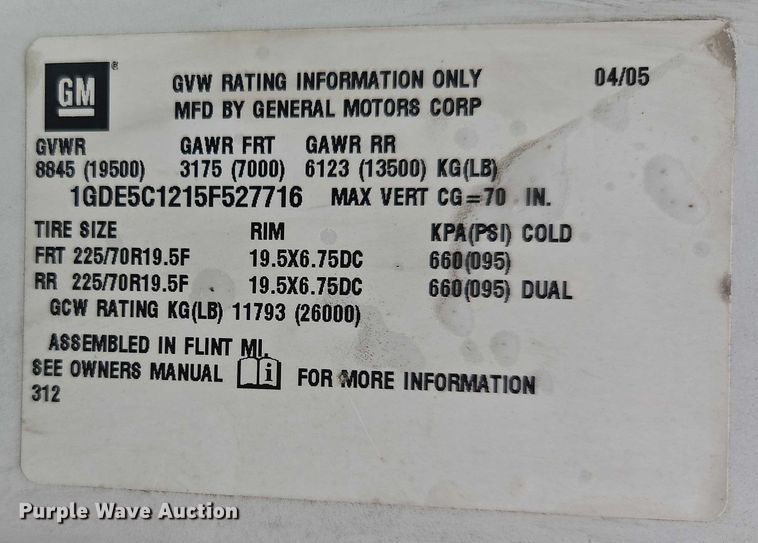 GM® GVW RATING INFORMATION ONLY 04/05
MFD BY GENERAL MOTORS CORP
GVWR GAWR FRT GAWR RR
8845 (19500) 3175 (7000) 6123 (13500) KG(LB)
1GDE5C1215F527716 MAX VERT CG=70 IN.
TIRE SIZE RIM KPA(PSI) COLD
FRT 225/70R19.5F 19.5X6.75DC 660(095)
RR 225/70R19.5F 19.5X6.75DC 660(095) DUAL
GCW RATING KG(LB) 11793 (26000)
ASSEMBLED IN FLINT MI.
SEE OWNERS MANUAL i FOR MORE INFORMATION
312
Purple Wave Auction